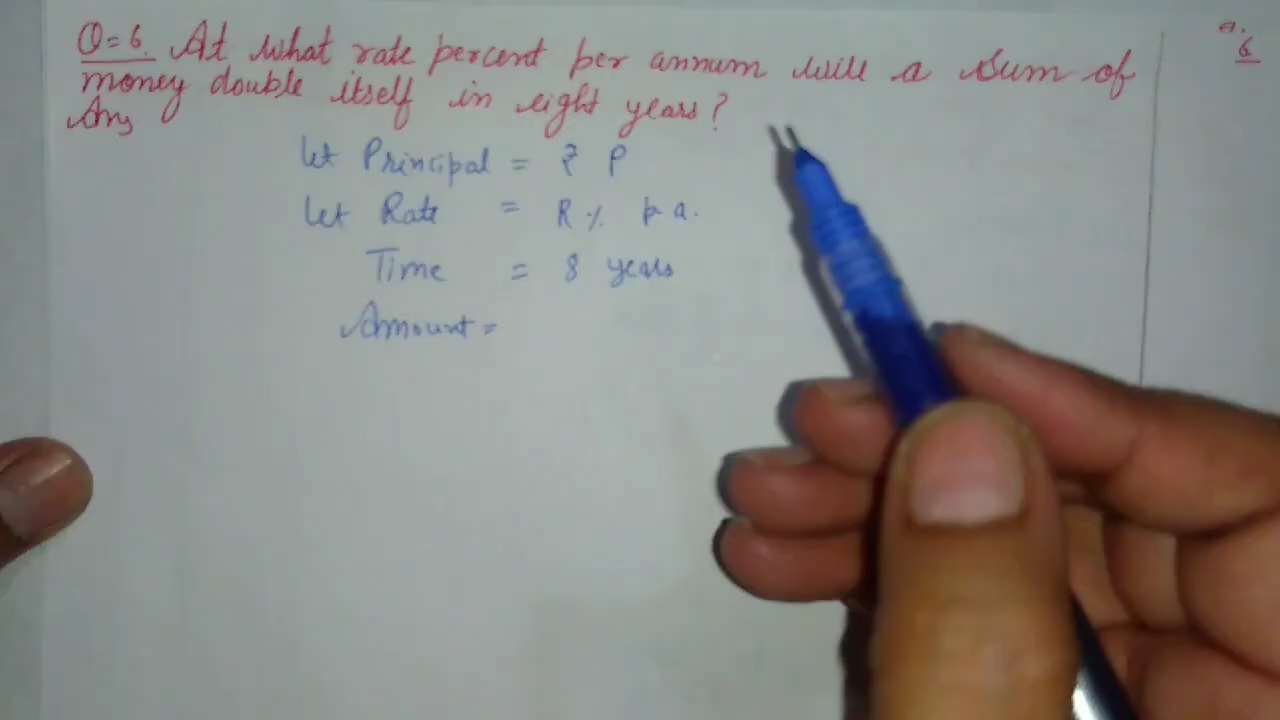 Q=6. At what rate percent per annum will a sum of
money double itself in eight years?
Ans
let Principal = ₹ P
let Rate = R % p a.
Time = 8 years
Amount =
6